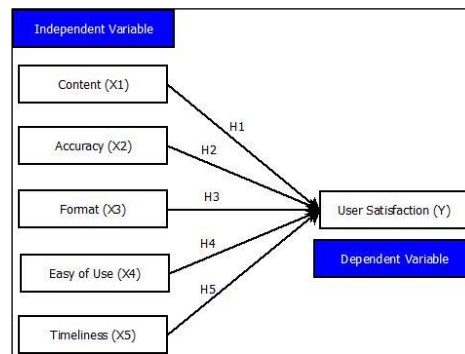 Independent Variable
Content (X1)
H1
Accuracy (X2)
H2
Format (X3)
H3
User Satisfaction (Y)
Easy of Use (X4)
H4
Dependent Variable
H5
Timeliness (X5)